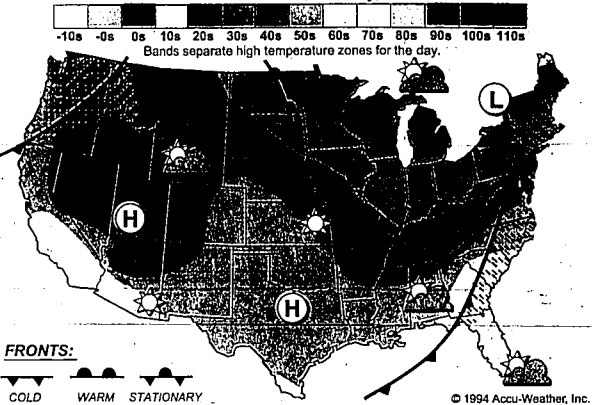 -10s -0s 0s 10s 20s 30s 40s 50s 60s 70s 80s 90s 100s 110s
Bands separate high temperature zones for the day.
L
H
H
FRONTS:
COLD WARM STATIONARY
© 1994 Accu-Weather, Inc.